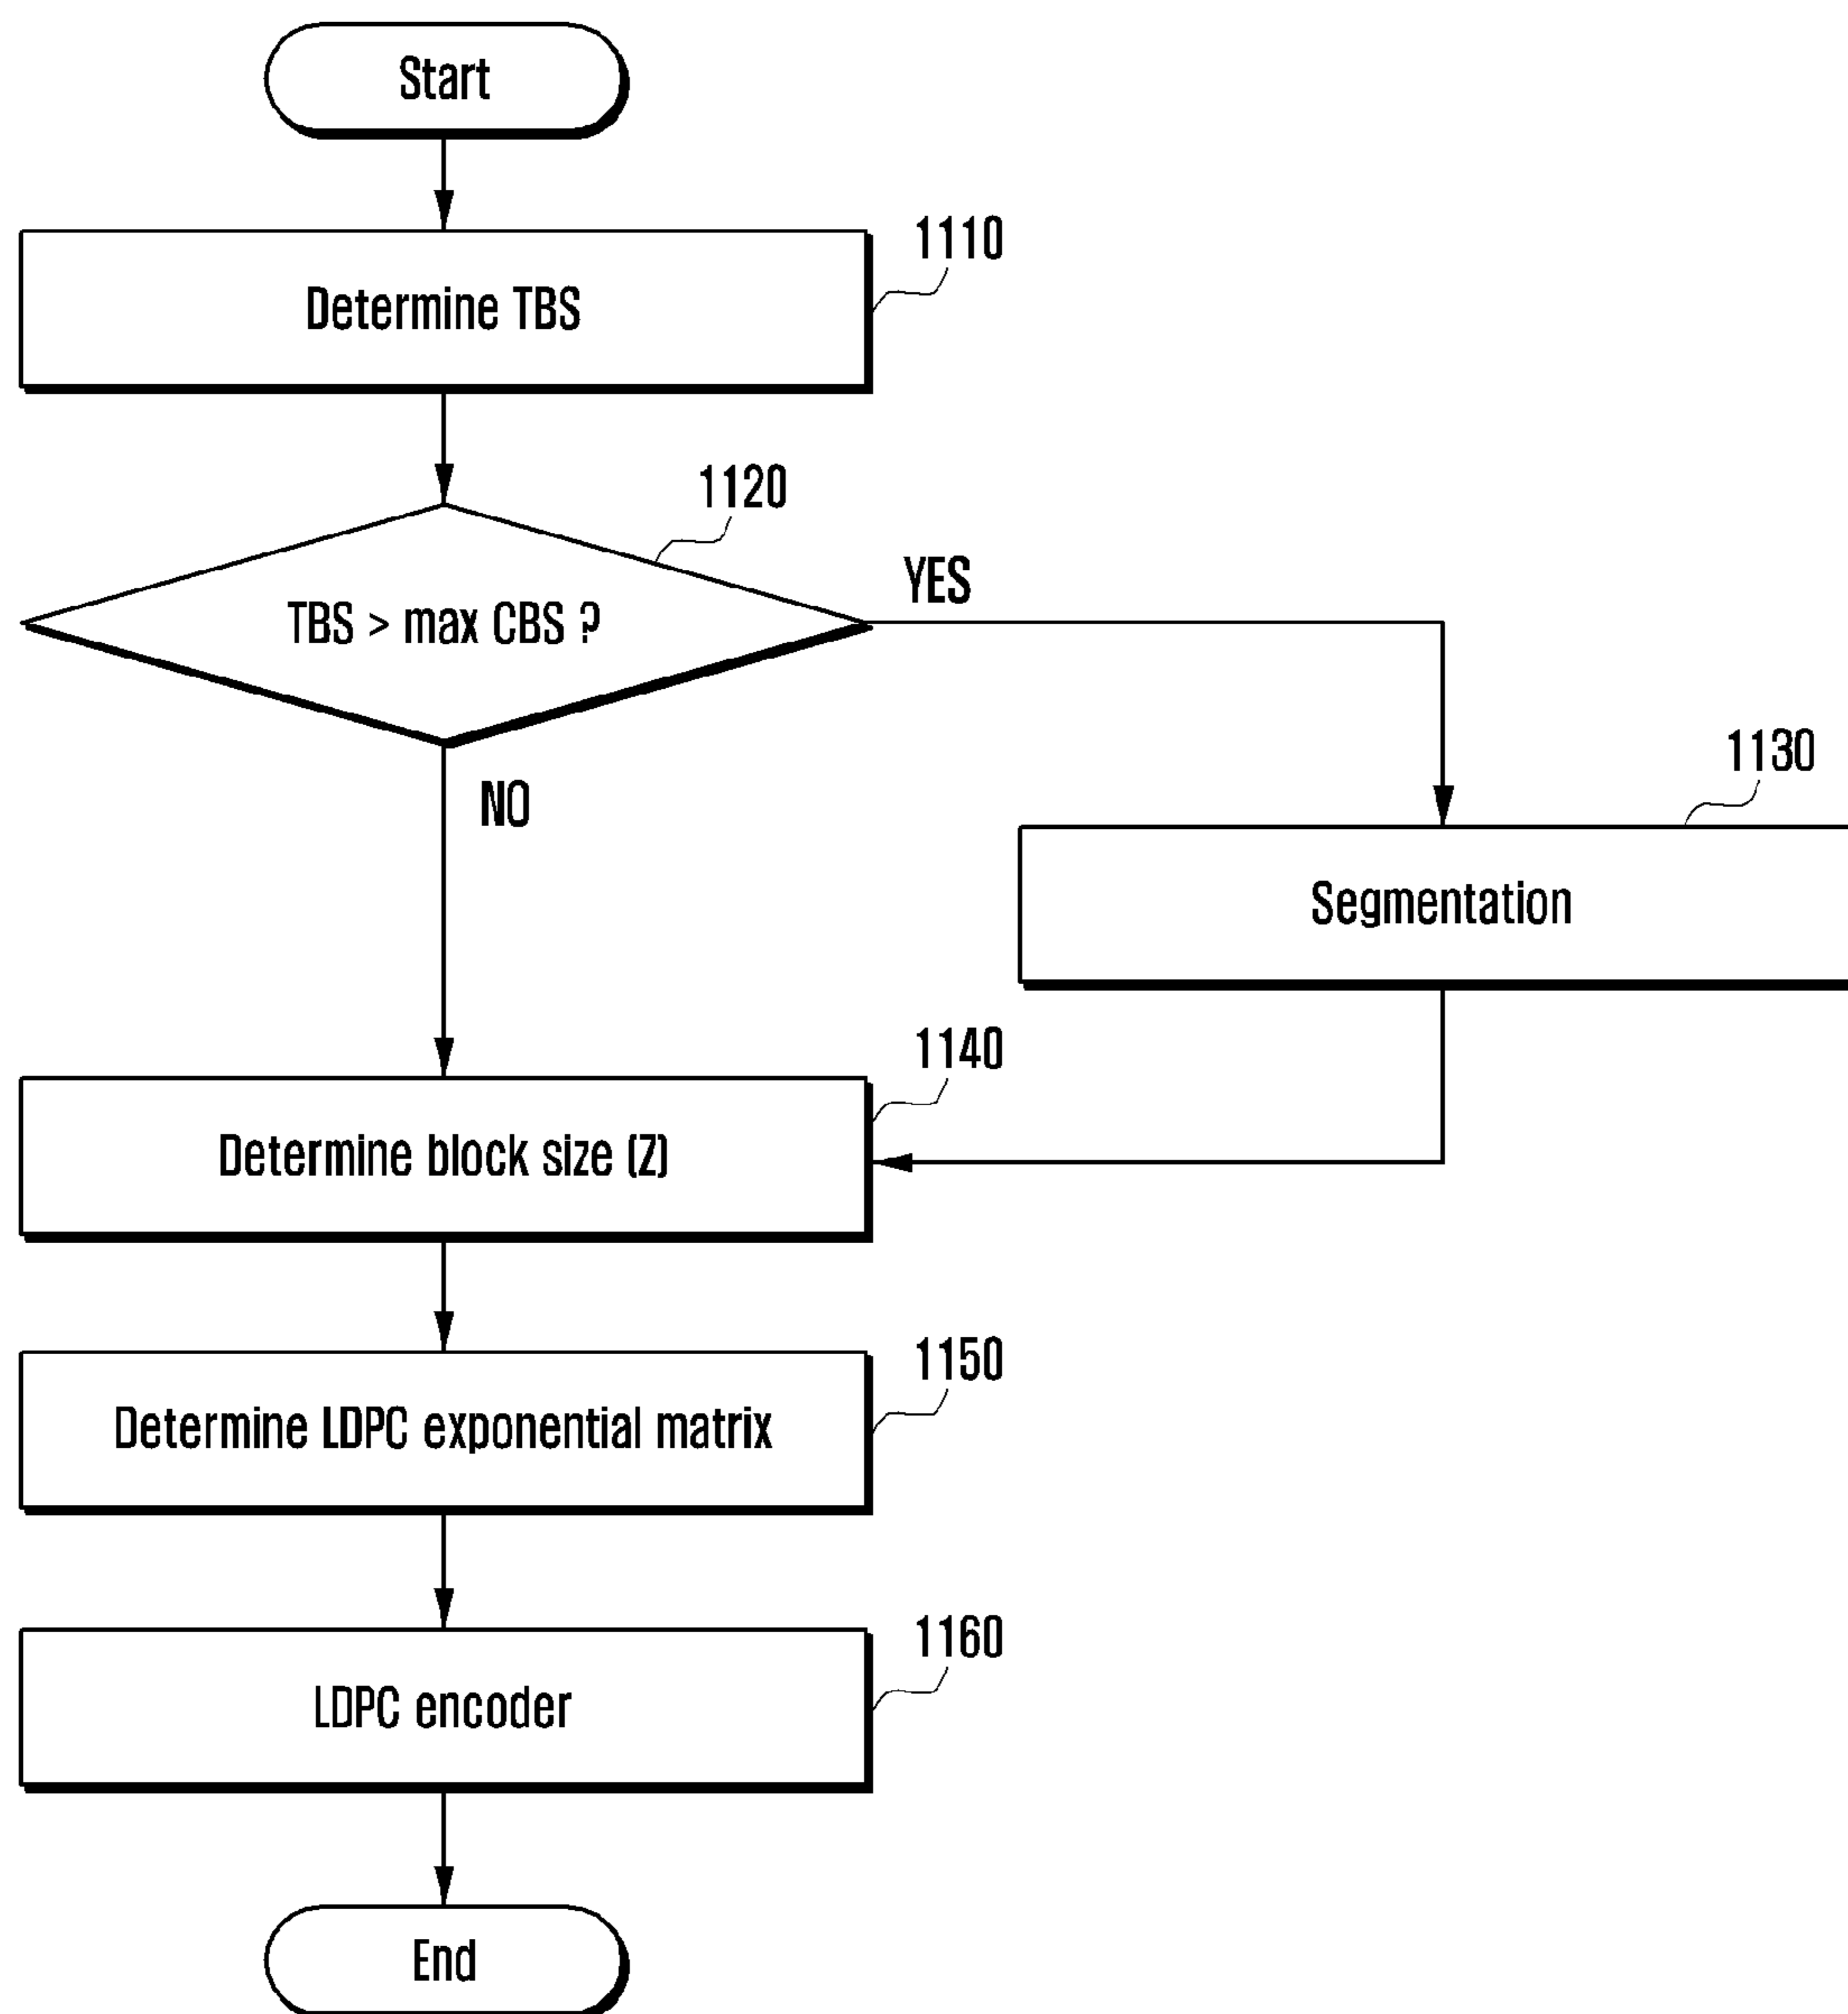 Start
1110
Determine TBS
1120
TBS > max CBS ?
YES
NO
1130
Segmentation
1140
Determine block size (Z)
1150
Determine LDPC exponential matrix
1160
LDPC encoder
End